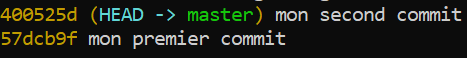 400525d (HEAD -> master) mon second commit
57dcb9f mon premier commit